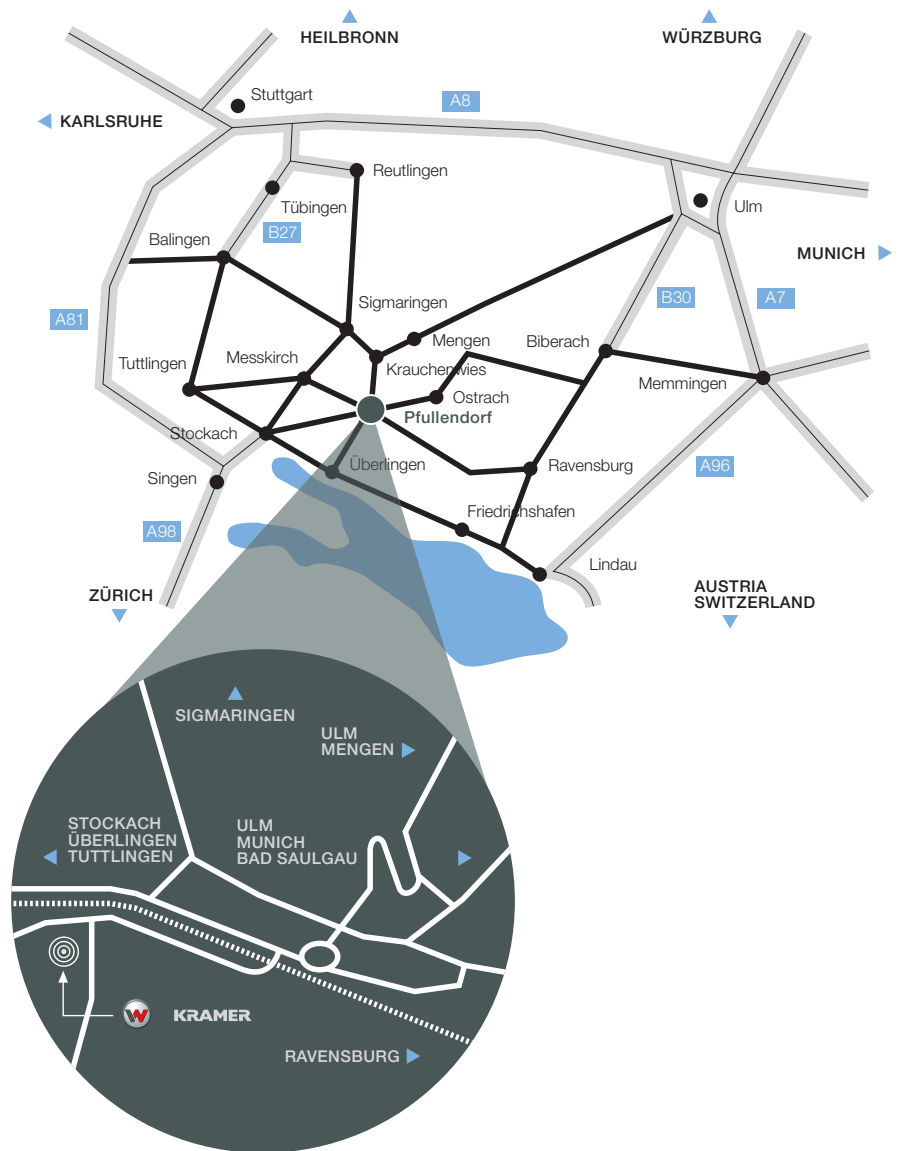 HEILBRONN
WÜRZBURG
Stuttgart
A8
KARLSRUHE
Reutlingen
Tübingen
Ulm
B27
Balingen
MUNICH
B30
A7
Sigmaringen
A81
Mengen
Biberach
Messkirch
Tuttlingen
Krauchenwies
Memmingen
Ostrach
Pfullendorf
Stockach
Überlingen
Ravensburg
A96
Singen
Friedrichshafen
A98
Lindau
ZÜRICH
AUSTRIA
SWITZERLAND
SIGMARINGEN
ULM
MENGEN
STOCKACH
ÜBERLINGEN
TUTTLINGEN
ULM
MUNICH
BAD SAULGAU
KRAMER
RAVENSBURG